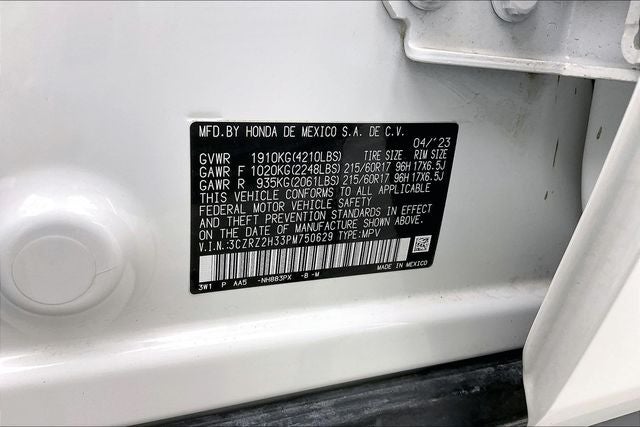 MFD.BY HONDA DE MEXICO S.A. DE C.V.
04/'23
GVWR 1910KG(4210LBS) TIRE SIZE RIM SIZE
GAWR F 1020KG(2248LBS) 215/60R17 96H 17X6.5J
GAWR R 935KG(2061LBS) 215/60R17 96H 17X6.5J
THIS VEHICLE CONFORMS TO ALL APPLICABLE
FEDERAL MOTOR VEHICLE SAFETY
AND THEFT PREVENTION STANDARDS IN EFFECT
ON THE DATE OF MANUFACTURE SHOWN ABOVE.
V.I.N.:3CZRZ2H33PM750629 TYPE:MPV
3W1 P AA5 -NH883PX -B -M MADE IN MEXICO